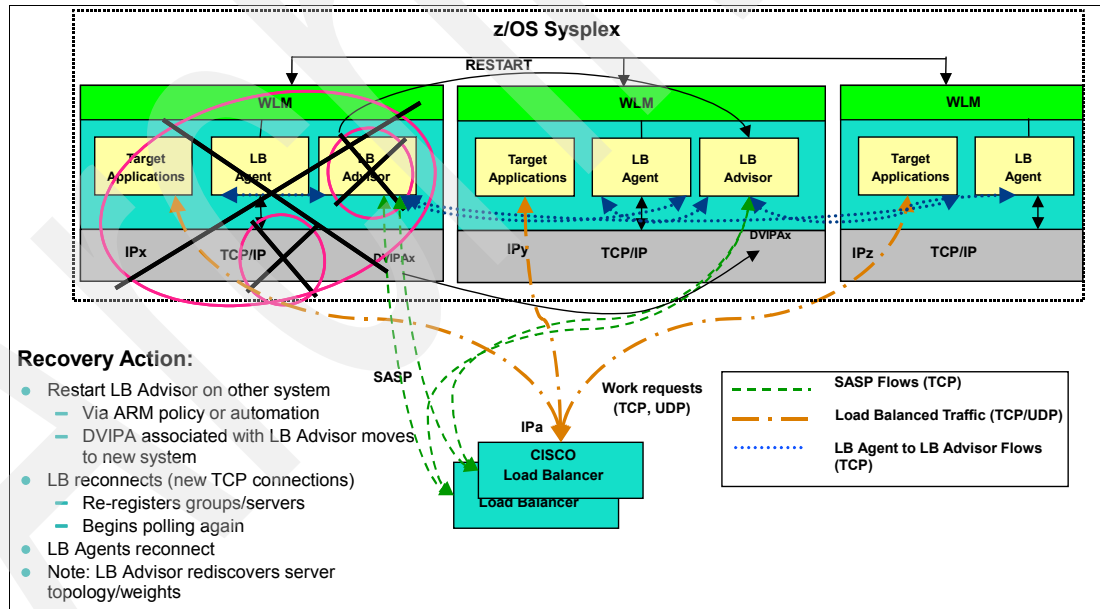 z/OS Sysplex
RESTART
WLM
WLM
WLM
Target
Applications
LB
Agent
LB
Advisor
Target
Applications
LB
Agent
LB
Advisor
Target
Applications
LB
Agent
IPx
TCP/IP
DVIPAx
IPy
TCP/IP
DVIPAx
IPz
TCP/IP
Recovery Action:
Restart LB Advisor on other system
Via ARM policy or automation
DVIPA associated with LB Advisor moves
to new system
LB reconnects (new TCP connections)
Re-registers groups/servers
Begins polling again
LB Agents reconnect
Note: LB Advisor rediscovers server
topology/weights
SASP
Work requests
(TCP, UDP)
IPa
CISCO
Load Balancer
Load Balancer
SASP Flows (TCP)
Load Balanced Traffic (TCP/UDP)
LB Agent to LB Advisor Flows
(TCP)